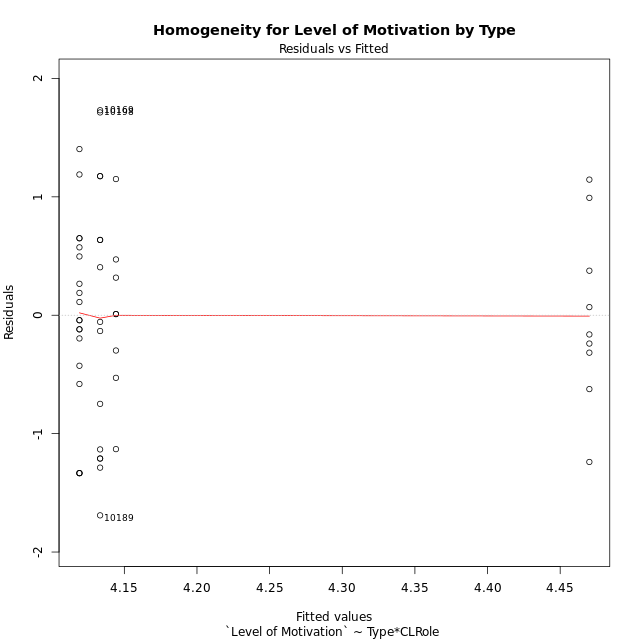 Homogeneity for Level of Motivation by Type
Residuals vs Fitted
2
1
0
-1
-2
Residuals
10169
10198
10189
4.15 4.20 4.25 4.30 4.35 4.40 4.45
Fitted values
`Level of Motivation` ~ Type*CLRole